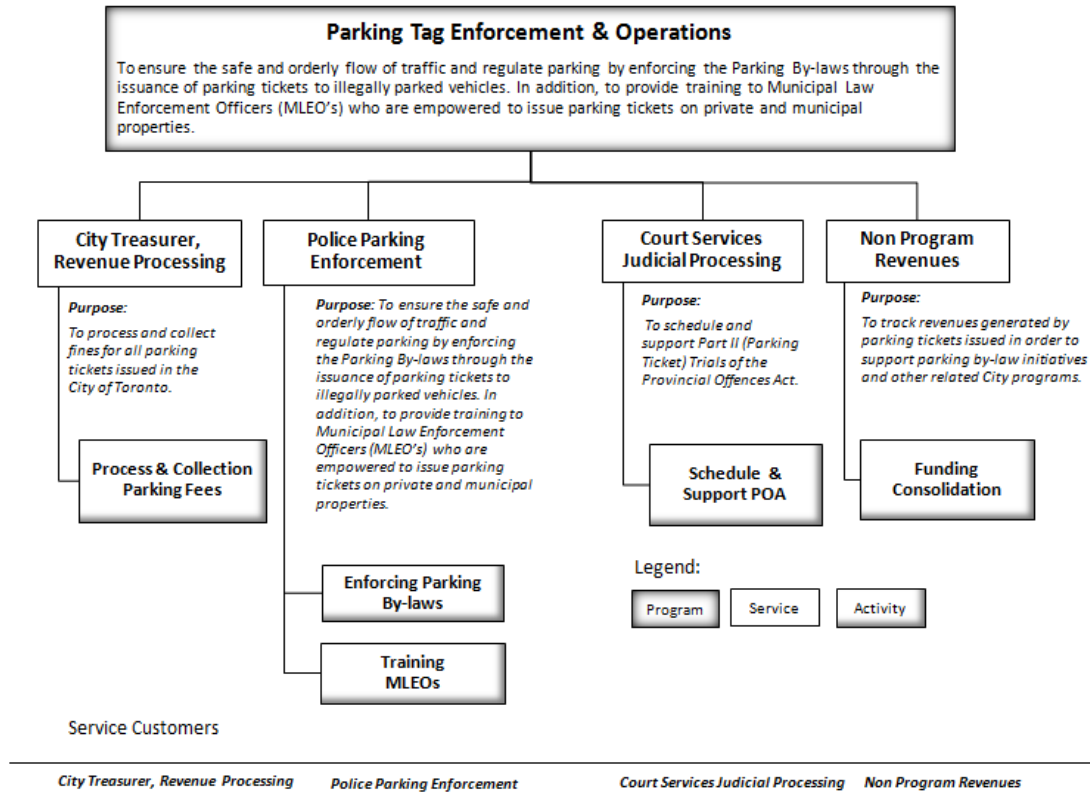 Parking Tag Enforcement & Operations
To ensure the safe and orderly flow of traffic and regulate parking by enforcing the Parking By-laws through the
issuance of parking tickets to illegally parked vehicles. In addition, to provide training to Municipal Law
Enforcement Officers (MLEO's) who are empowered to issue parking tickets on private and municipal
properties.
City Treasurer,
Revenue Processing
Purpose:
To process and collect
fines for all parking
tickets issued in the
City of Toronto.
Process & Collection
Parking Fees
Police Parking
Enforcement
Purpose: To ensure the safe and
orderly flow of traffic and
regulate parking by enforcing
the Parking By-laws through the
issuance of parking tickets to
illegally parked vehicles. In
addition, to provide training to
Municipal Law Enforcement
Officers (MLEO's) who are
empowered to issue parking
tickets on private and municipal
properties.
Enforcing Parking
By-laws
Training
MLEOs
Court Services
Judicial Processing
Purpose:
To schedule and
support Part II (Parking
Ticket) Trials of the
Provincial Offences Act.
Schedule &
Support POA
Non Program
Revenues
Purpose:
To track revenues generated by
parking tickets issued in order to
support parking by-law initiatives
and other related City programs.
Funding
Consolidation
Legend:
Program
Service
Activity
Service Customers
City Treasurer, Revenue Processing
Police Parking Enforcement
Court Services Judicial Processing
Non Program Revenues